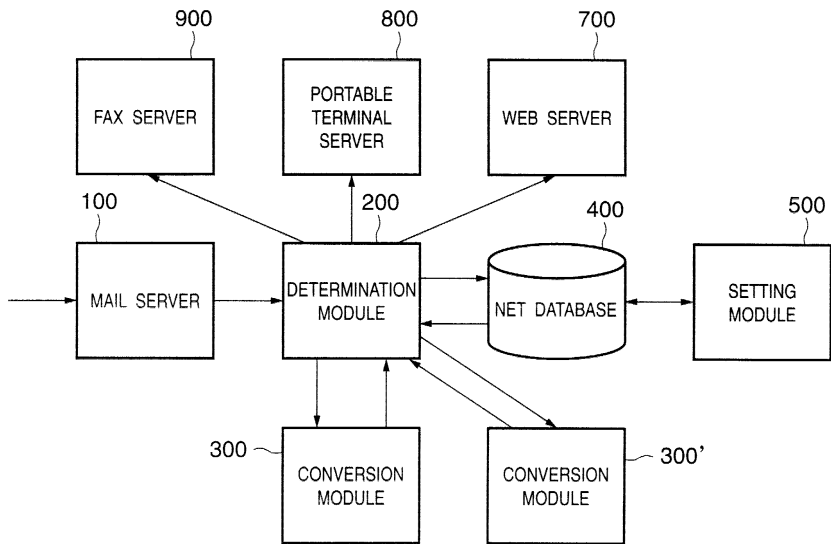 900
800
700
FAX SERVER
PORTABLE
TERMINAL
SERVER
WEB SERVER
100
200
400
500
MAIL SERVER
DETERMINATION
MODULE
NET DATABASE
SETTING
MODULE
300
CONVERSION
MODULE
CONVERSION
MODULE
300'